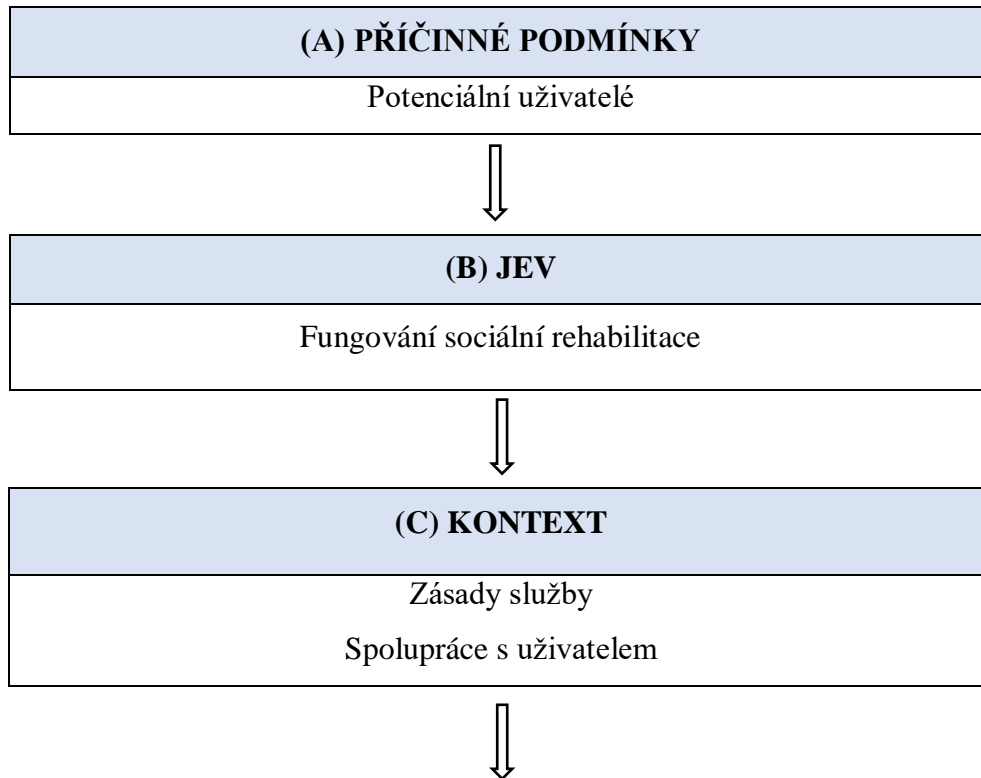 (A) PŘÍČINNÉ PODMÍNKY
Potenciální uživatelé
(B) JEV
Fungování sociální rehabilitace
(C) KONTEXT
Zásady služby
Spolupráce s uživatelem